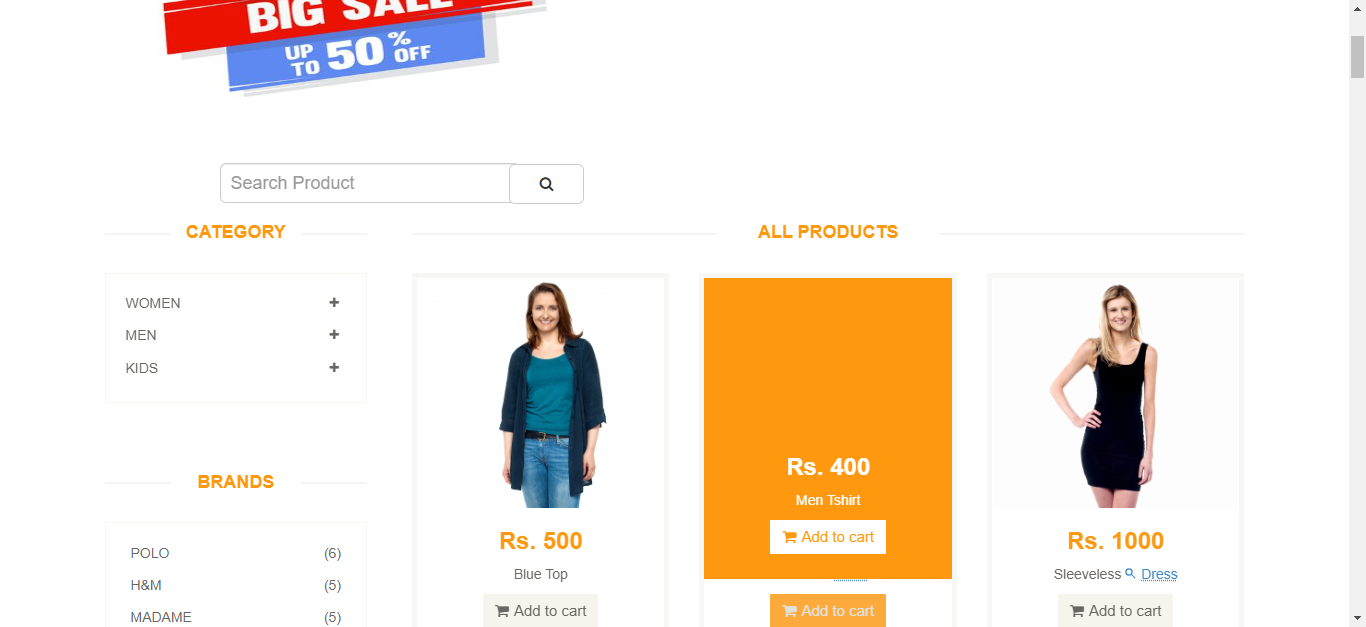 BIG SALE
UP TO 50% OFF
Search Product
CATEGORY
ALL PRODUCTS
WOMEN
MEN
KIDS
BRANDS
POLO (6)
H&M (5)
MADAME (5)
Rs. 500
Blue Top
Add to cart
Rs. 400
Men Tshirt
Add to cart
Add to cart
Rs. 1000
Sleeveless Dress
Add to cart